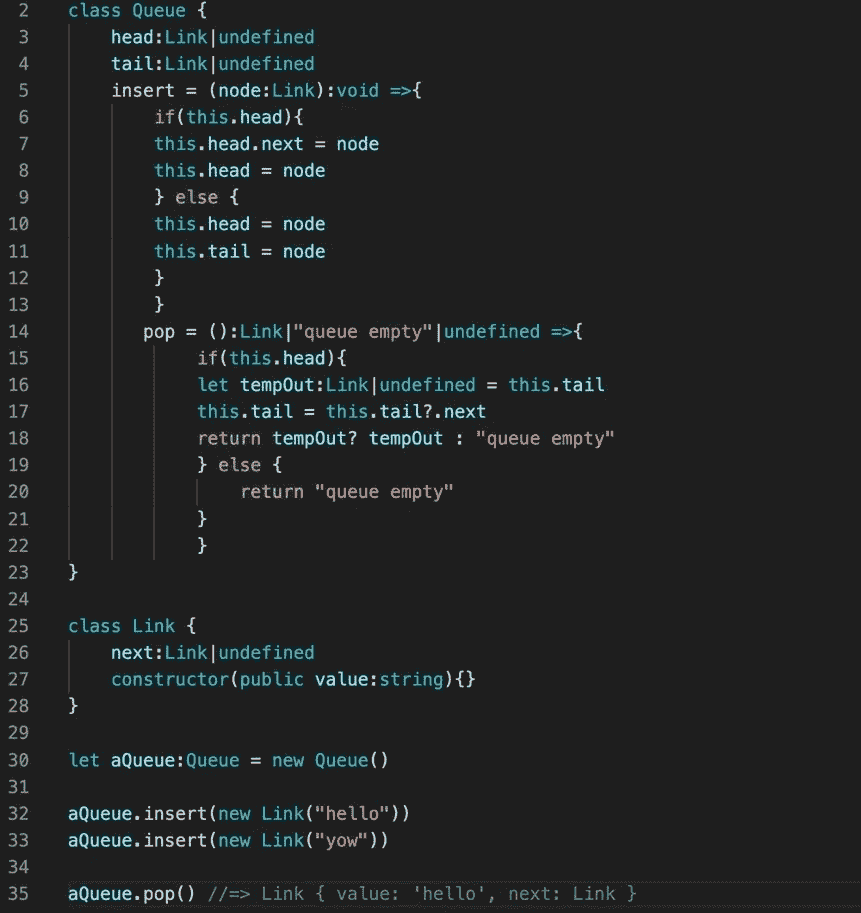 2 class Queue {
3 head:Link|undefined
4 tail:Link|undefined
5 insert = (node:Link):void =>{
6 if(this.head){
7 this.head.next = node
8 this.head = node
9 } else {
10 this.head = node
11 this.tail = node
12 }
13 }
14 pop = ():Link|"queue empty"|undefined =>{
15 if(this.head){
16 let tempOut:Link|undefined = this.tail
17 this.tail = this.tail?.next
18 return tempOut? tempOut : "queue empty"
19 } else {
20 return "queue empty"
21 }
22 }
23 }
24
25 class Link {
26 next:Link|undefined
27 constructor(public value:string){}
28 }
29
30 let aQueue:Queue = new Queue()
31
32 aQueue.insert(new Link("hello"))
33 aQueue.insert(new Link("yow"))
34
35 aQueue.pop() //=> Link { value: 'hello', next: Link }